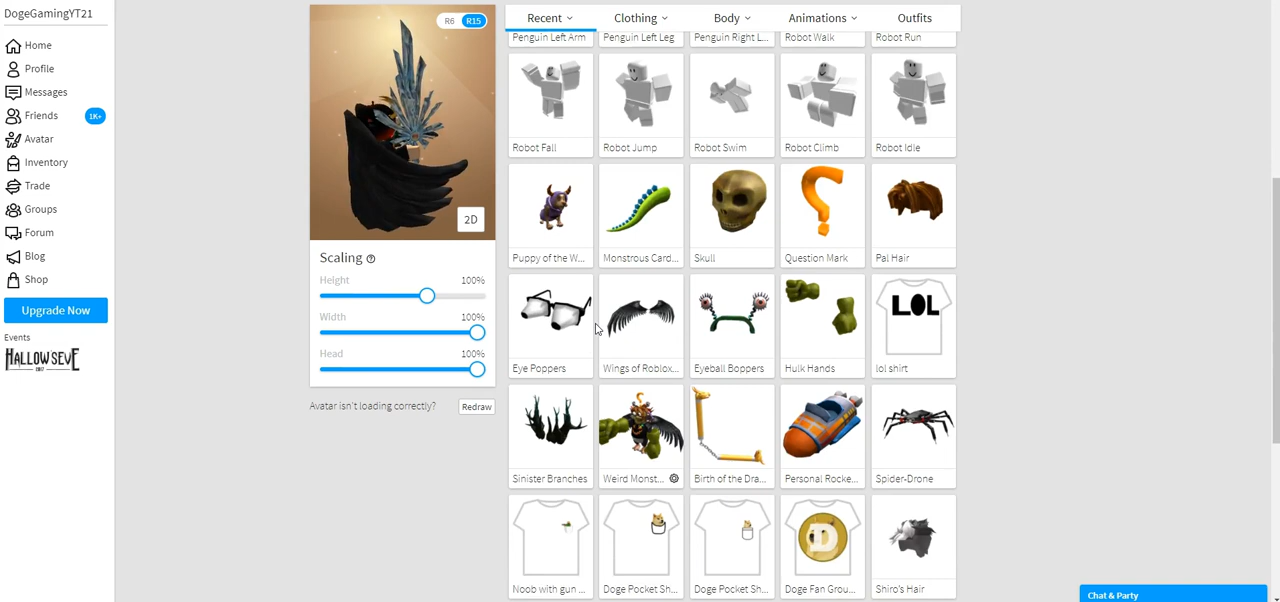 DogeGamingYT21
Home
Profile
Messages
Friends 1K+
Avatar
Inventory
Trade
Groups
Forum
Blog
Shop
Upgrade Now
Events
HALLOWS EVE
2017
R6 R15
2D
Scaling
Height 100%
Width 100%
Head 100%
Avatar isn't loading correctly? Redraw
Recent Clothing Body Animations Outfits
Penguin Left Arm Penguin Left Leg Penguin Right L... Robot Walk Robot Run
Robot Fall Robot Jump Robot Swim Robot Climb Robot Idle
Puppy of the W... Monstrous Card... Skull Question Mark Pal Hair
LOL
Eye Poppers Wings of Roblox... Eyeball Boppers Hulk Hands lol shirt
Sinister Branches Weird Monst... Birth of the Dra... Personal Rocke... Spider-Drone
Noob with gun ... Doge Pocket Sh... Doge Pocket Sh... Doge Fan Grou... Shiro's Hair
Chat & Party